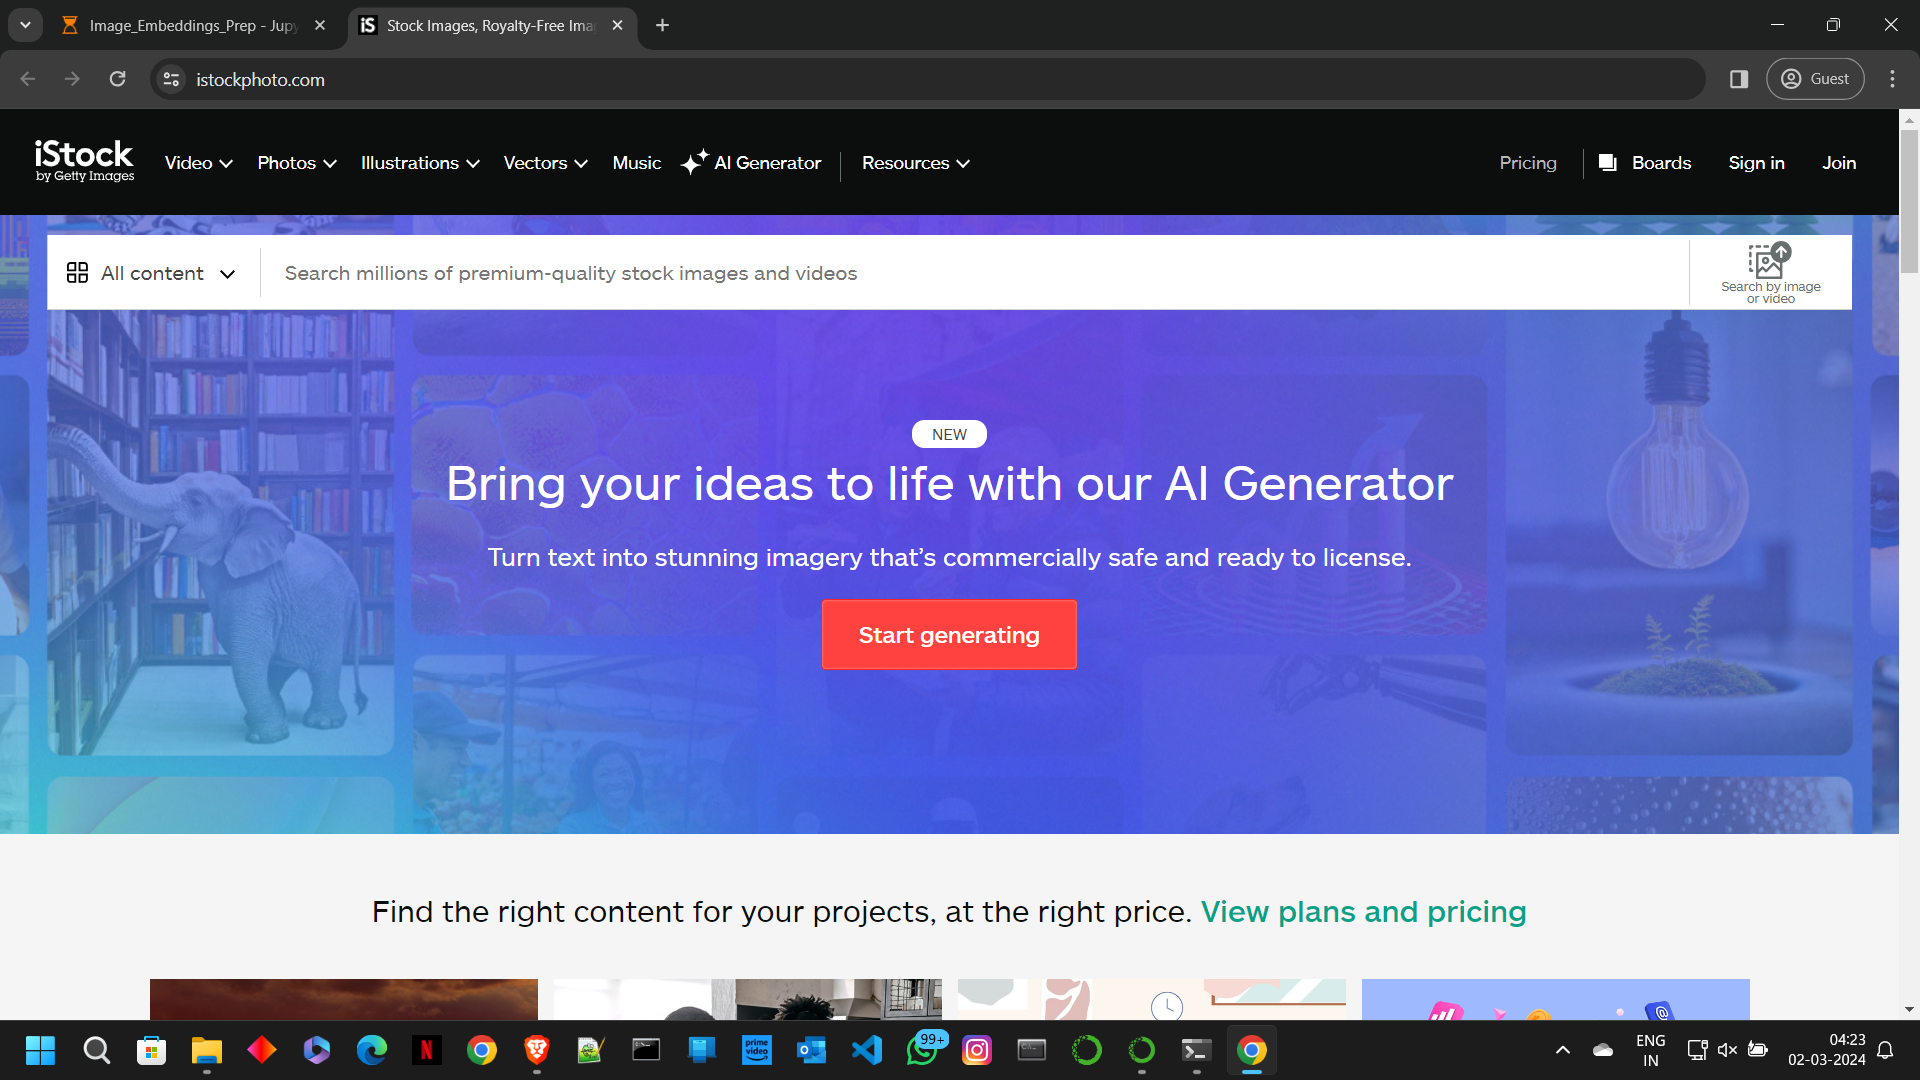 Image_Embeddings_Prep - Jupy
iS Stock Images, Royalty-Free Ima
istockphoto.com
Guest
iStock
by Getty Images
Video
Photos
Illustrations
Vectors
Music
AI Generator
Resources
Pricing
Boards
Sign in
Join
All content
Search millions of premium-quality stock images and videos
Search by image
or video
NEW
Bring your ideas to life with our AI Generator
Turn text into stunning imagery that’s commercially safe and ready to license.
Start generating
Find the right content for your projects, at the right price. View plans and pricing
N
prime
video
99+
ENG
IN
04:23
02-03-2024